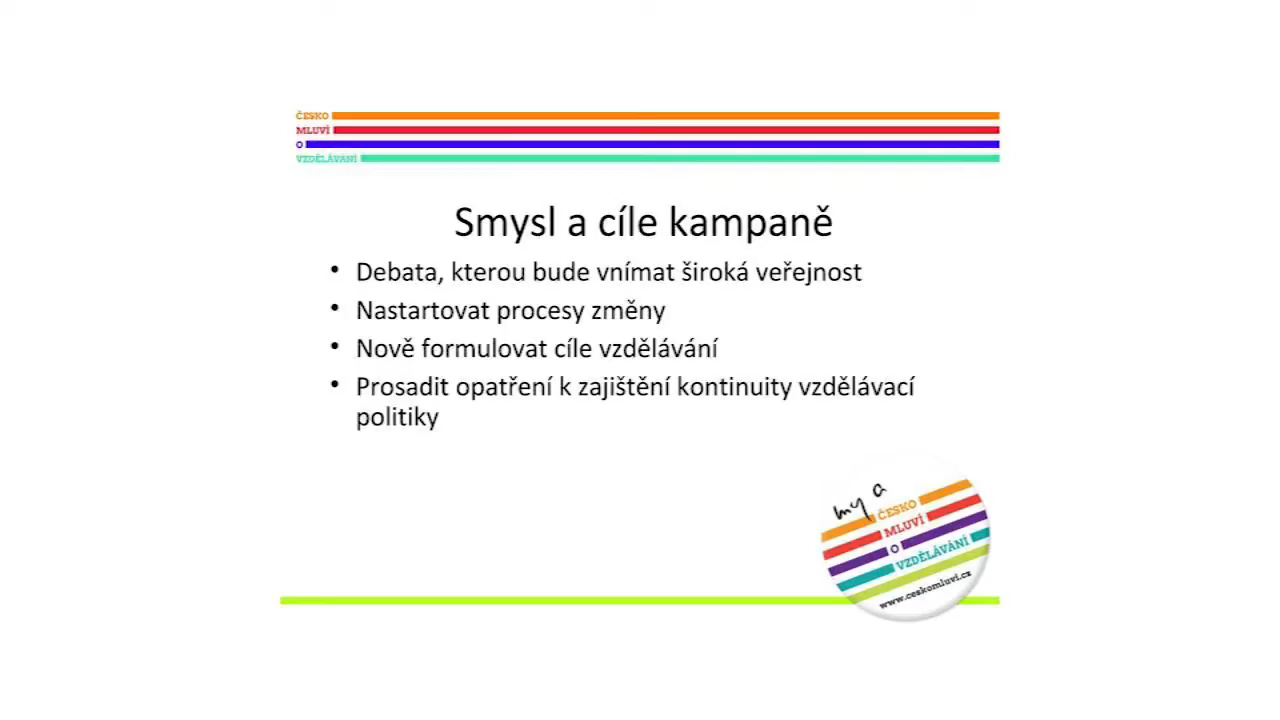 ČESKO
MLUVÍ
O
VZDĚLÁVÁNÍ
Smysl a cíle kampaně
• Debata, kterou bude vnímat široká veřejnost
• Nastartovat procesy změny
• Nově formulovat cíle vzdělávání
• Prosadit opatření k zajištění kontinuity vzdělávací
politiky
my a
ČESKO
MLUVÍ
O
VZDĚLÁVÁNÍ
www.ceskomluvi.cz